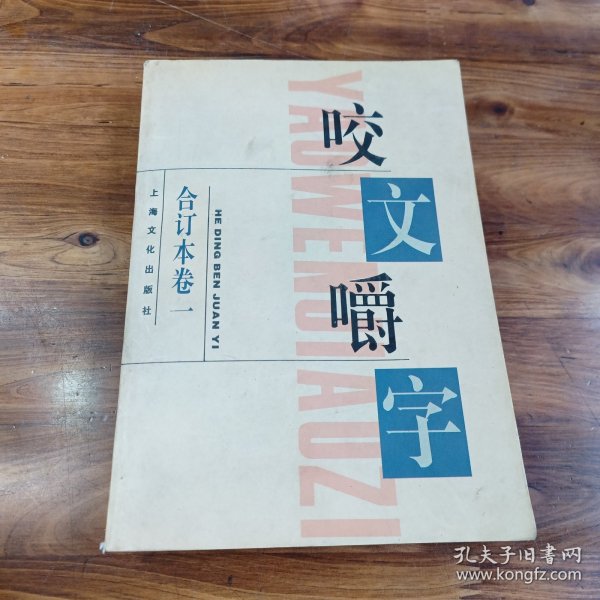 咬文嚼字
YAOWENJIAOZI
合订本卷一
HE DING BEN JUAN YI
上海文化出版社
孔夫子旧书网
www.kongfz.com